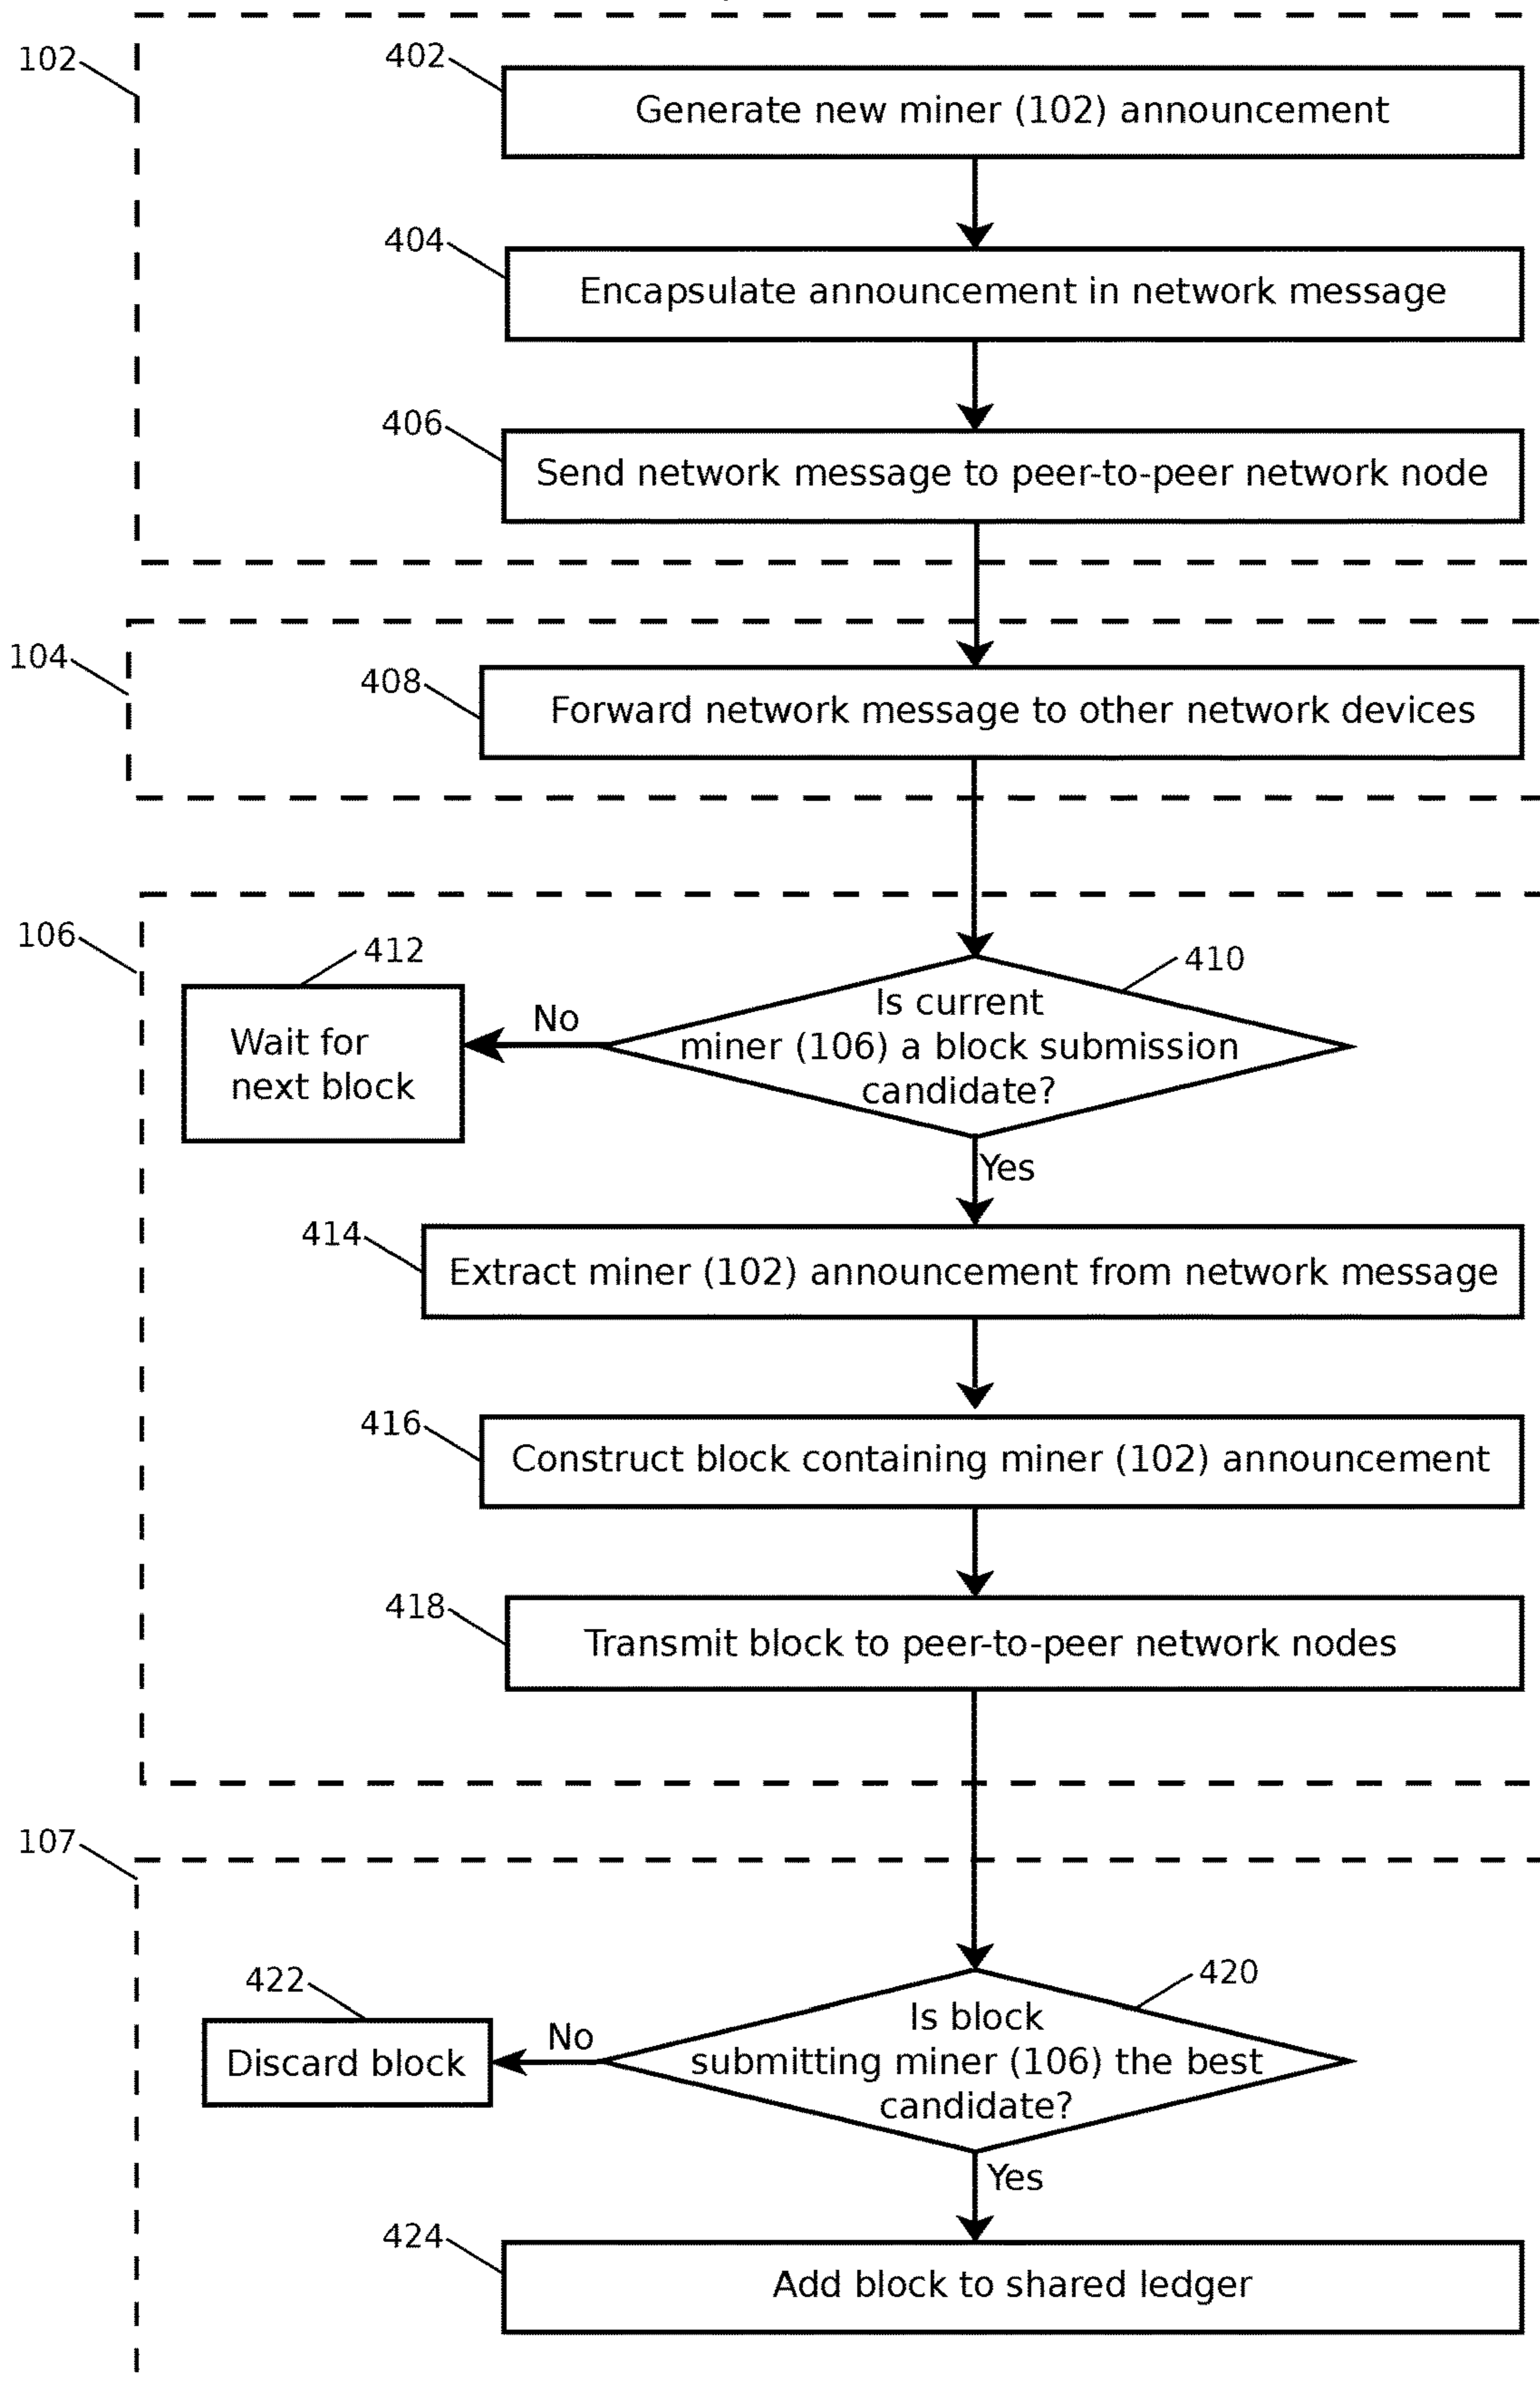 102
402
Generate new miner (102) announcement
404
Encapsulate announcement in network message
406
Send network message to peer-to-peer network node
104
408
Forward network message to other network devices
106
412
410
Wait for
next block
No
Is current
miner (106) a block submission
candidate?
Yes
414
Extract miner (102) announcement from network message
416
Construct block containing miner (102) announcement
418
Transmit block to peer-to-peer network nodes
107
422
420
Discard block
No
Is block
submitting miner (106) the best
candidate?
Yes
424
Add block to shared ledger